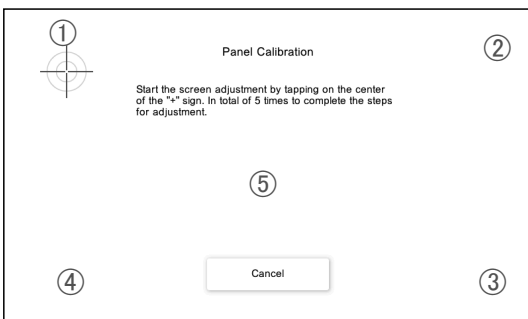 ①
②
Panel Calibration
Start the screen adjustment by tapping on the center
of the "+" sign. In total of 5 times to complete the steps
for adjustment.
⑤
④
Cancel
③